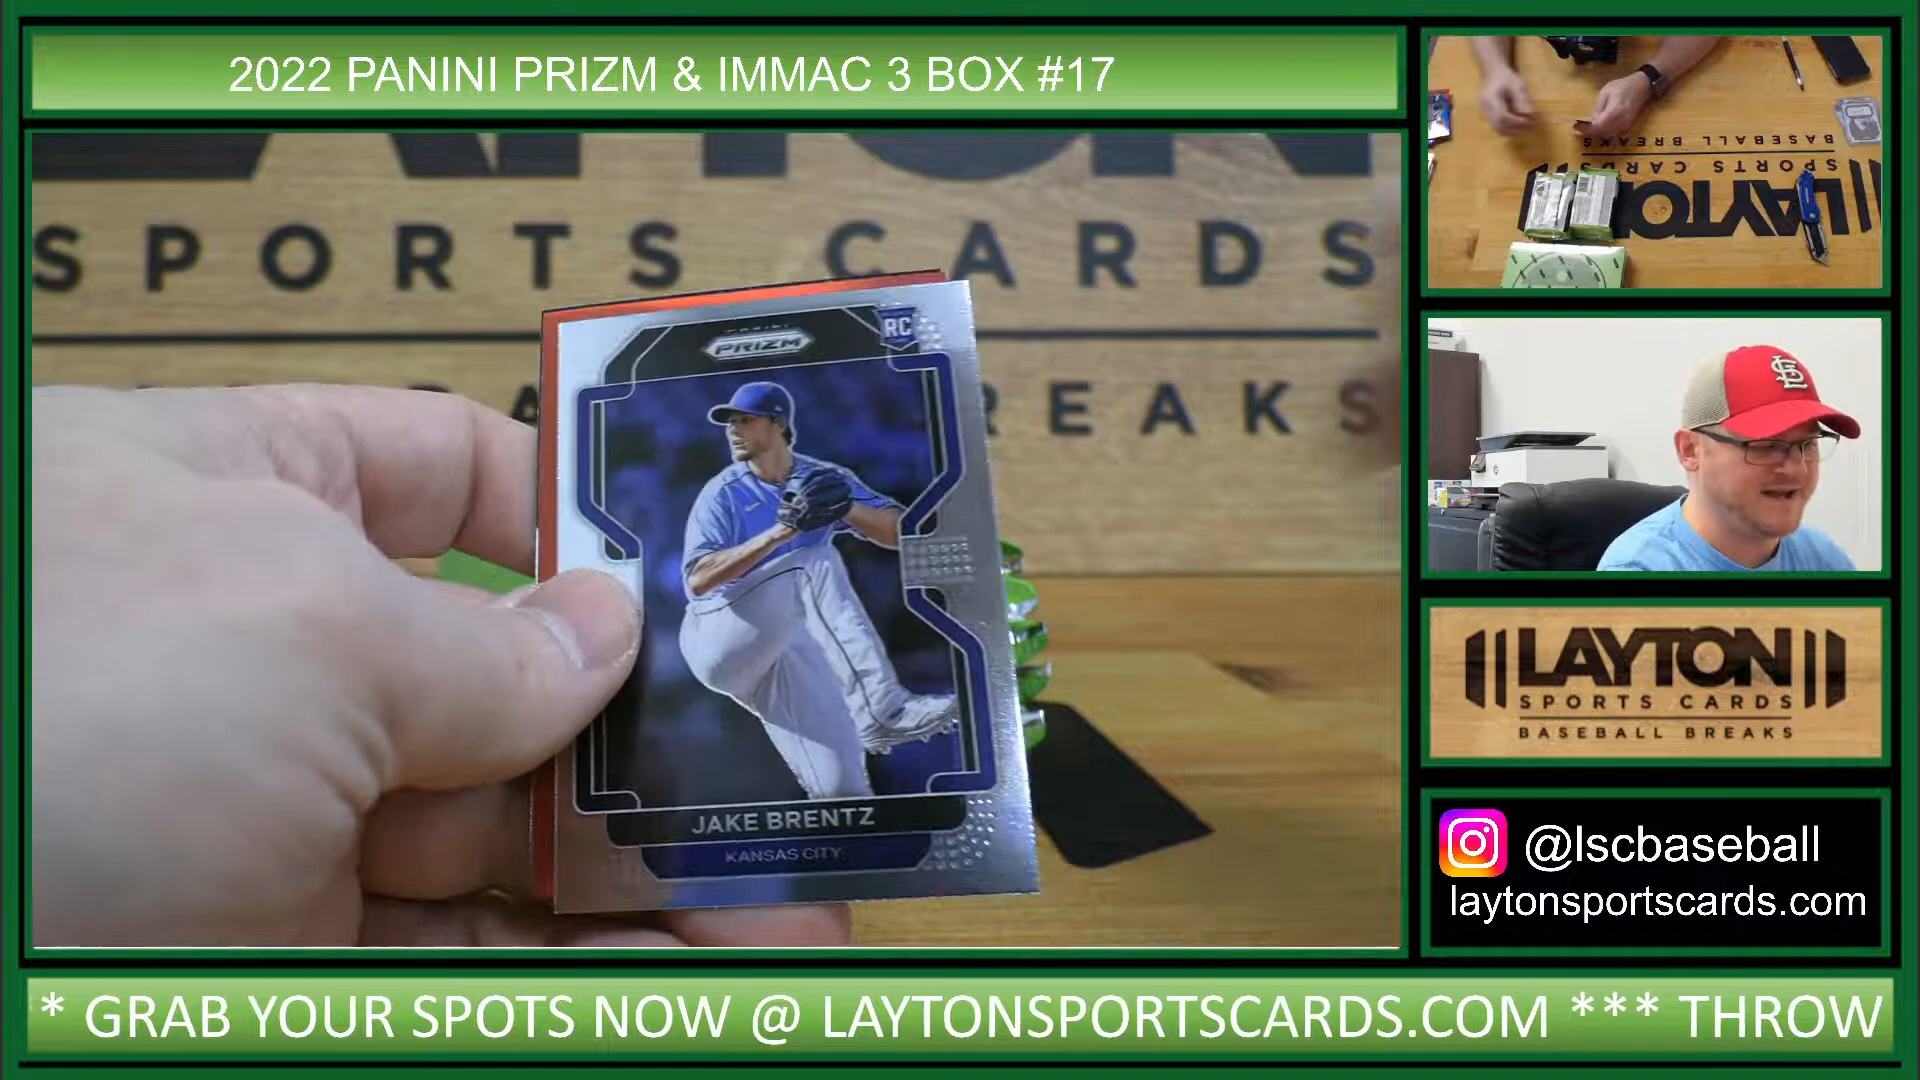 2022 PANINI PRIZM & IMMAC 3 BOX #17
SPORTS CARDS
BREAKS
PRIZM
RC
JAKE BRENTZ
KANSAS CITY
BASEBALL BREAKS
SPORTS CARDS
LAYTON
LAYTON
SPORTS CARDS
BASEBALL BREAKS
@lscbaseball
laytonsportscards.com
* GRAB YOUR SPOTS NOW @ LAYTONSPORTSCARDS.COM *** THROW